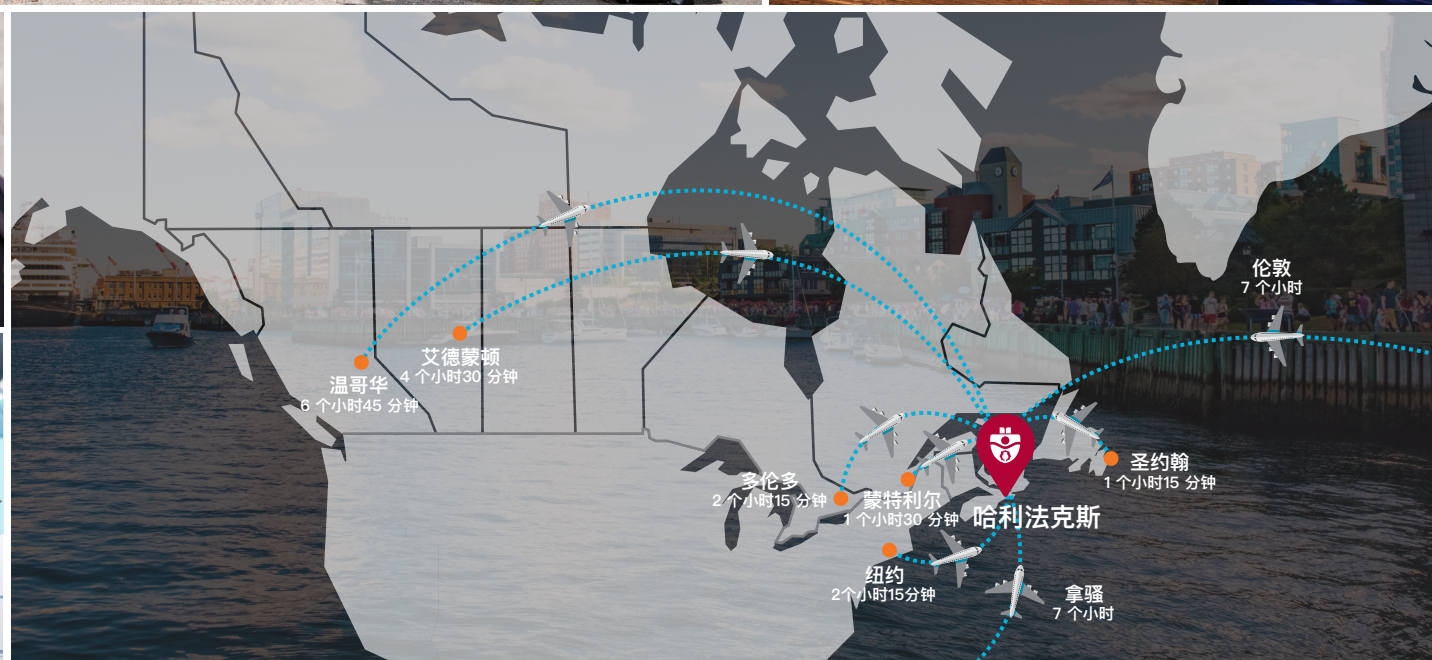 伦敦
7 个小时
艾德蒙顿
4 个小时30 分钟
温哥华
6 个小时45 分钟
圣约翰
1 个小时15 分钟
多伦多
2 个小时15 分钟
蒙特利尔
1 个小时30 分钟
哈利法克斯
纽约
2个小时15分钟
拿骚
7 个小时